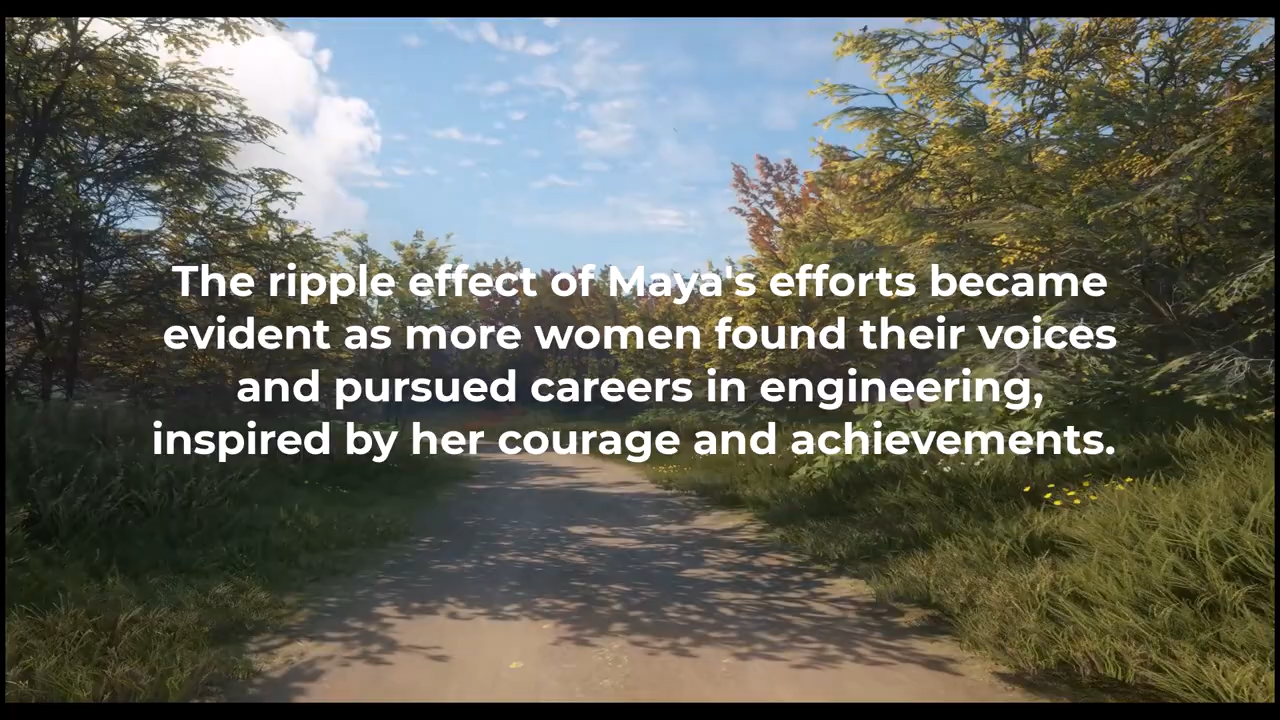 The ripple effect of Maya's efforts became
evident as more women found their voices
and pursued careers in engineering,
inspired by her courage and achievements.